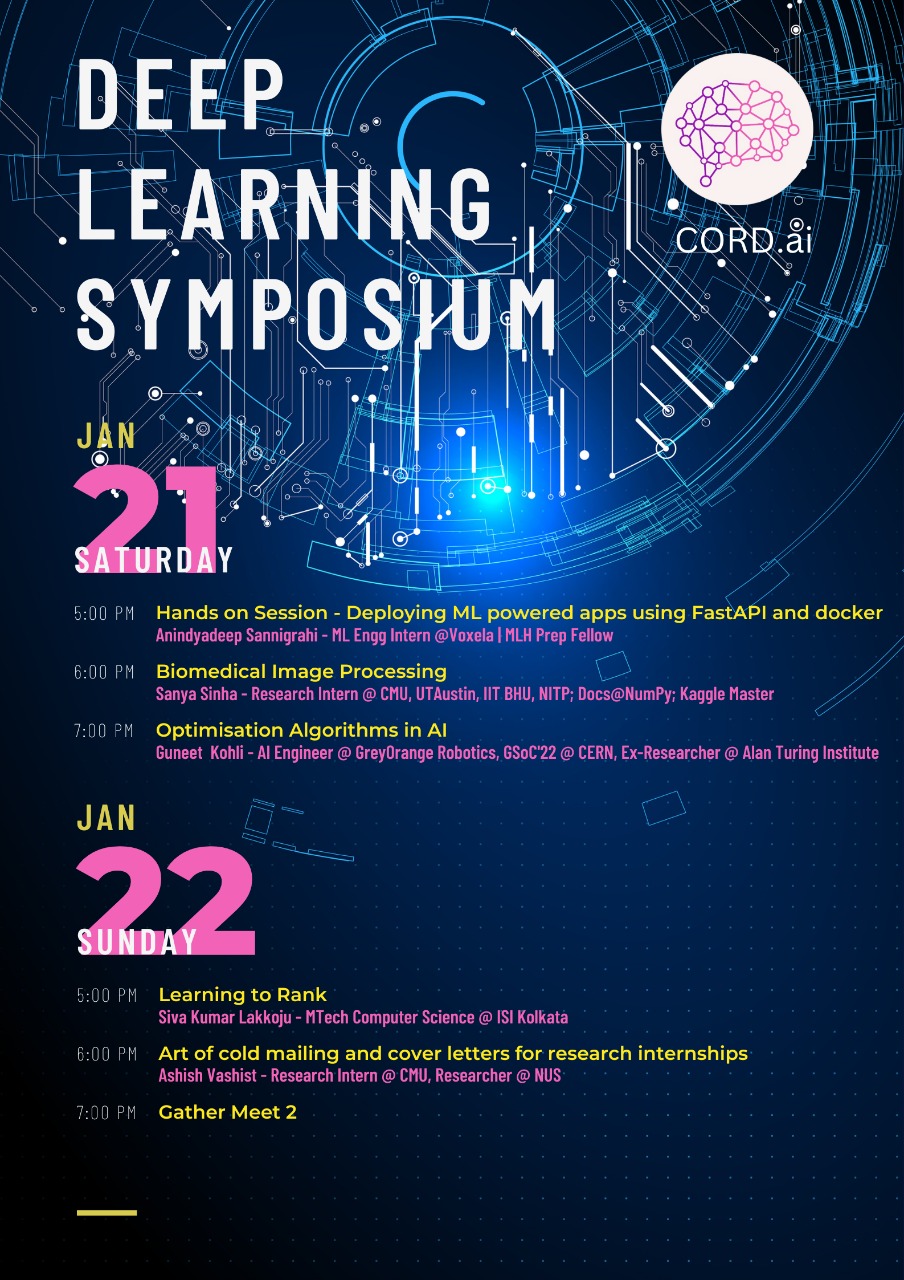 DEEP
LEARNING
SYMPOSIUM
CORD.ai
JAN
21
SATURDAY
5:00 PM Hands on Session - Deploying ML powered apps using FastAPI and docker
Anindyadeep Sannigrahi - ML Engg Intern @Voxela | MLH Prep Fellow
6:00 PM Biomedical Image Processing
Sanya Sinha - Research Intern @ CMU, UTAustin, IIT BHU, NITP; Docs@NumPy; Kaggle Master
7:00 PM Optimisation Algorithms in AI
Guneet Kohli - AI Engineer @ GreyOrange Robotics, GSoC'22 @ CERN, Ex-Researcher @ Alan Turing Institute
JAN
22
SUNDAY
5:00 PM Learning to Rank
Siva Kumar Lakkoju - MTech Computer Science @ ISI Kolkata
6:00 PM Art of cold mailing and cover letters for research internships
Ashish Vashist - Research Intern @ CMU, Researcher @ NUS
7:00 PM Gather Meet 2